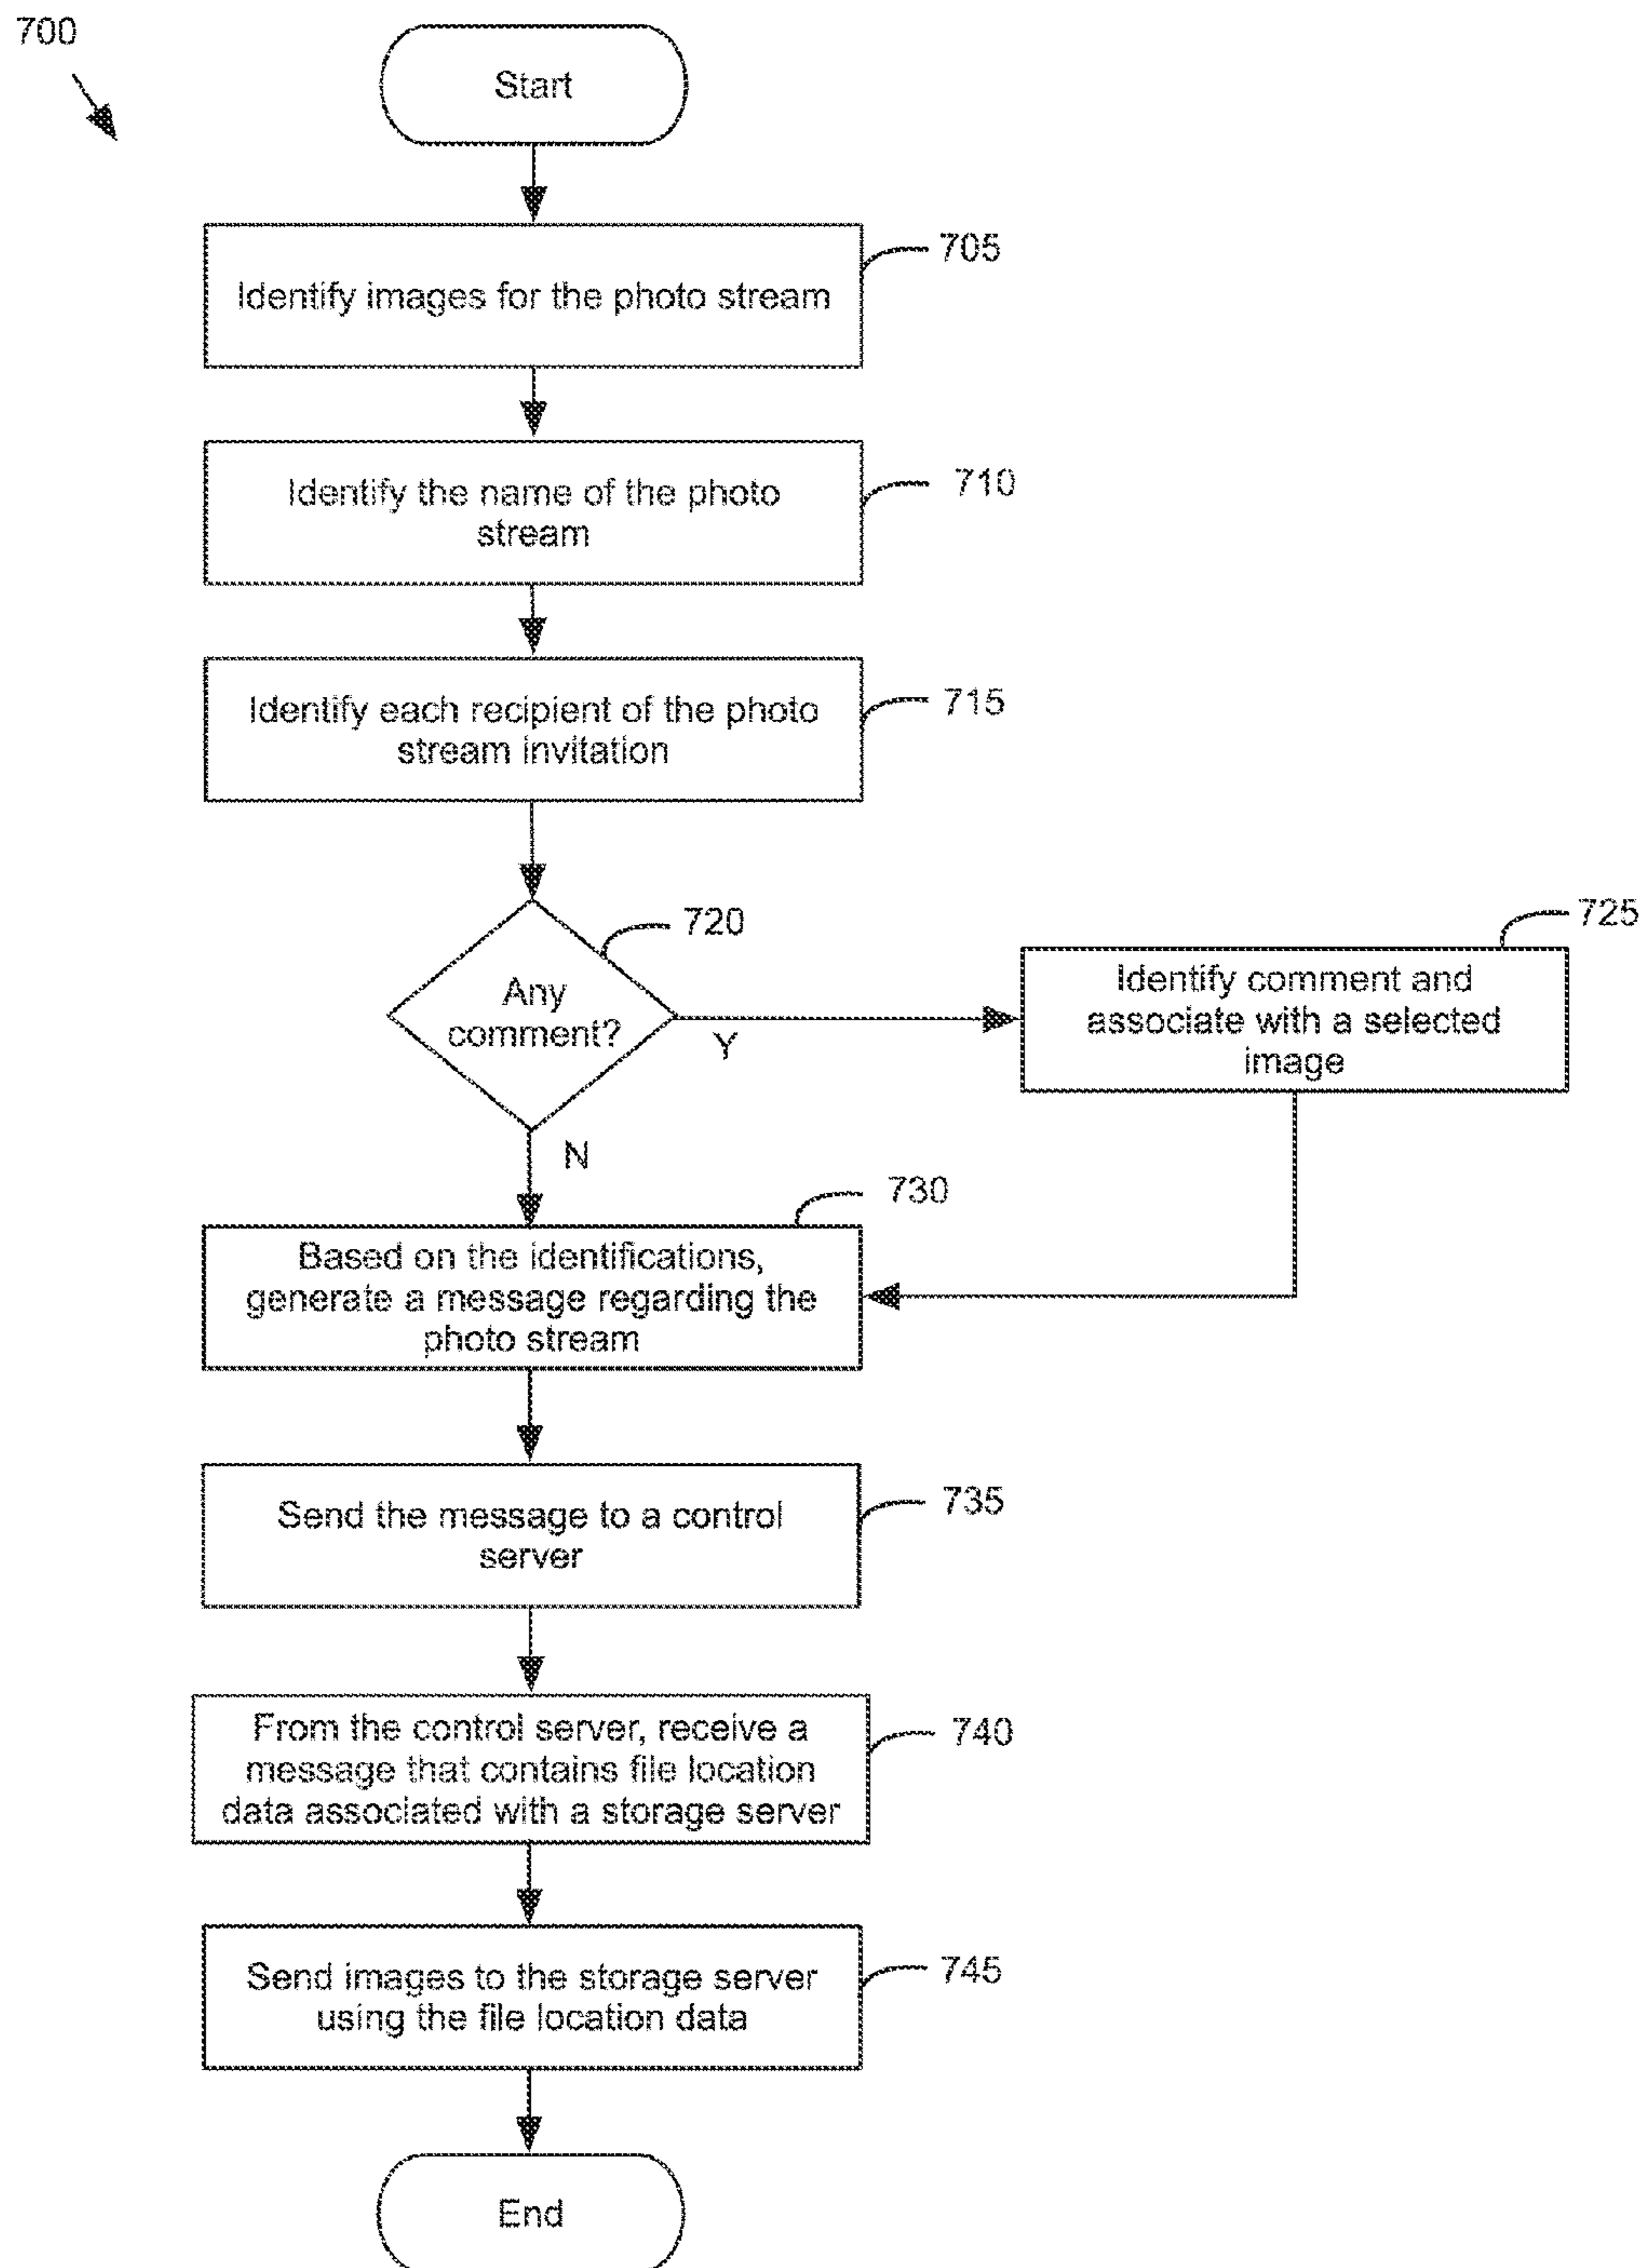 700
Start
705
Identify images for the photo stream
710
Identify the name of the photo
stream
715
Identify each recipient of the photo
stream invitation
720
Any
comment?
Y
N
725
Identify comment and
associate with a selected
image
730
Based on the identifications,
generate a message regarding the
photo stream
735
Send the message to a control
server
740
From the control server, receive a
message that contains file location
data associated with a storage server
745
Send images to the storage server
using the file location data
End